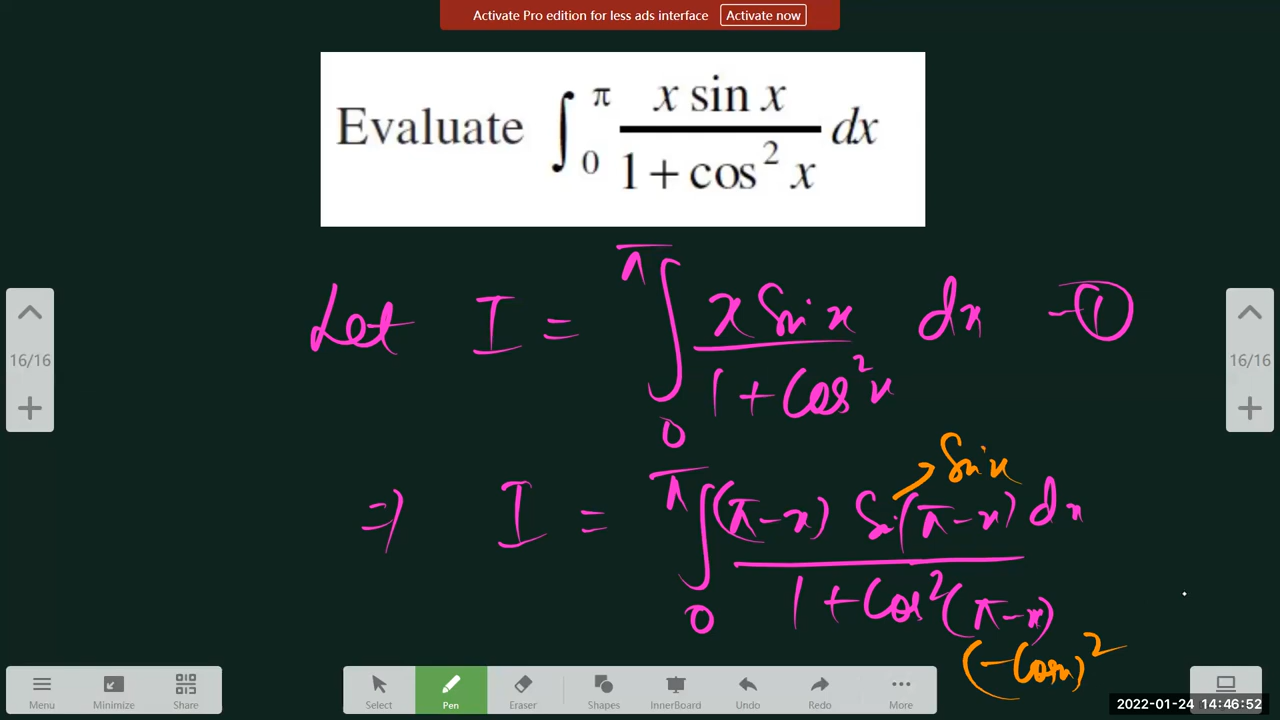 Activate Pro edition for less ads interface Activate now
Evaluate ∫₀^π x sin x / (1 + cos² x) dx
Let I = ∫₀^π x Sin x / (1 + Cos² x) dx — ①
⇒ I = ∫₀^π (π - x) Sin(π - x) dx / (1 + Cos²(π - x))
Sin x
(-Cos x)²
16/16
16/16
Menu Minimize Share Select Pen Eraser Shapes InnerBoard Undo Redo More
2022-01-24 14:46:52